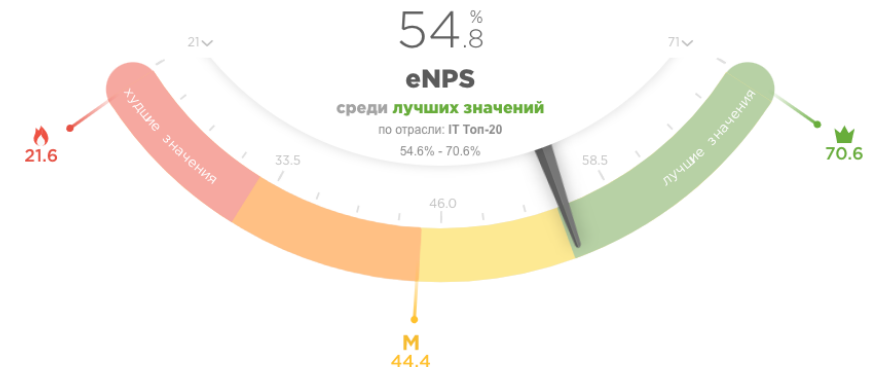 54.8%
21
71
eNPS
среди лучших значений
по отрасли: IT Топ-20
54.6% - 70.6%
худшие значения
лучшие значения
21.6
70.6
33.5
58.5
46.0
M
44.4